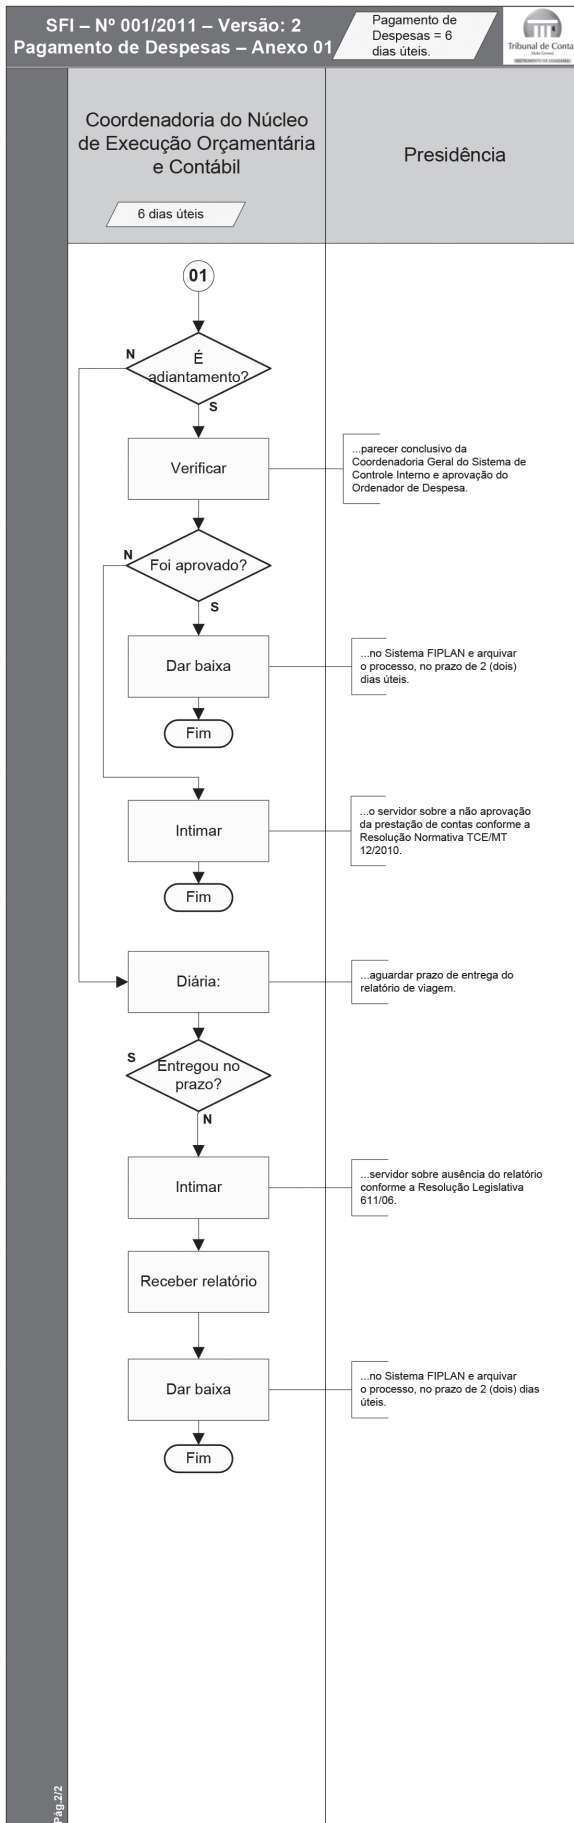 SFI – Nº 001/2011 – Versão: 2
Pagamento de Despesas – Anexo 01
Pagamento de
Despesas = 6
dias úteis.
Tribunal de Conta
Mato Grosso
Coordenadoria do Núcleo
de Execução Orçamentária
e Contábil
6 dias úteis
Presidência
01
É
adiantamento?
N
S
Verificar
...parecer conclusivo da
Coordenadoria Geral do Sistema de
Controle Interno e aprovação do
Ordenador de Despesa.
N
Foi aprovado?
S
Dar baixa
...no Sistema FIPLAN e arquivar
o processo, no prazo de 2 (dois)
dias úteis.
Fim
Intimar
...o servidor sobre a não aprovação
da prestação de contas conforme a
Resolução Normativa TCE/MT
12/2010.
Fim
Diária:
...aguardar prazo de entrega do
relatório de viagem.
S
Entregou no
prazo?
N
Intimar
...servidor sobre ausência do relatório
conforme a Resolução Legislativa
611/06.
Receber relatório
Dar baixa
...no Sistema FIPLAN e arquivar
o processo, no prazo de 2 (dois) dias
úteis.
Fim
Pág.2/2